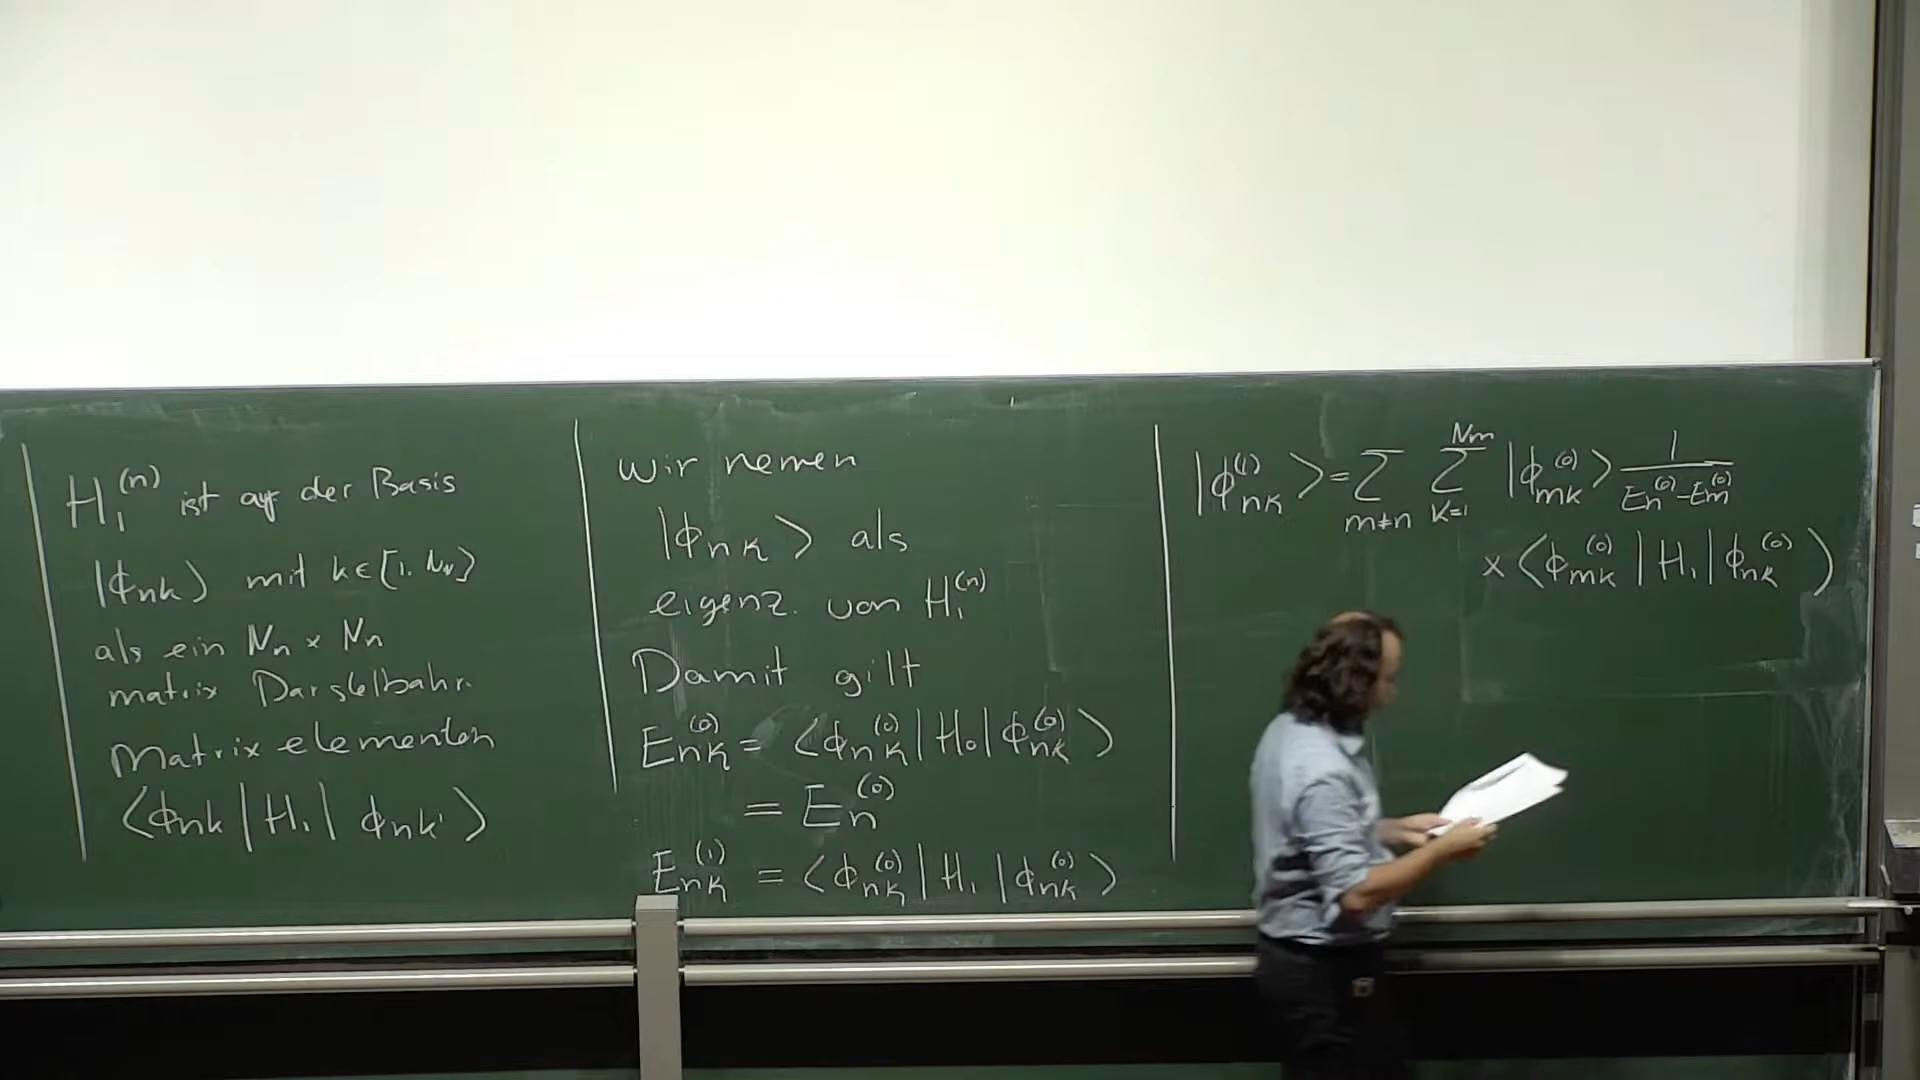 H₁⁽ⁿ⁾ ist auf der Basis
|ϕnk⟩ mit k∈[1, Nn]
als ein Nn × Nn
matrix Darstelbahr.
Matrix elementen
⟨ϕnk | H₁ | ϕnk'⟩
wir nemen
|ϕnk⟩ als
eigenz. von H₁⁽ⁿ⁾
Damit gilt
Enk⁽⁰⁾ = ⟨ϕnk⁽⁰⁾ | H₀ | ϕnk⁽⁰⁾⟩
= En⁽⁰⁾
Enk⁽¹⁾ = ⟨ϕnk⁽⁰⁾ | H₁ | ϕnk⁽⁰⁾⟩
|ϕnk⁽¹⁾⟩ = Σ_{m≠n} Σ_{k=1}^{Nm} |ϕmk⁽⁰⁾⟩ 1/(En⁽⁰⁾ − Em⁽⁰⁾)
× ⟨ϕmk⁽⁰⁾ | H₁ | ϕnk⁽⁰⁾⟩